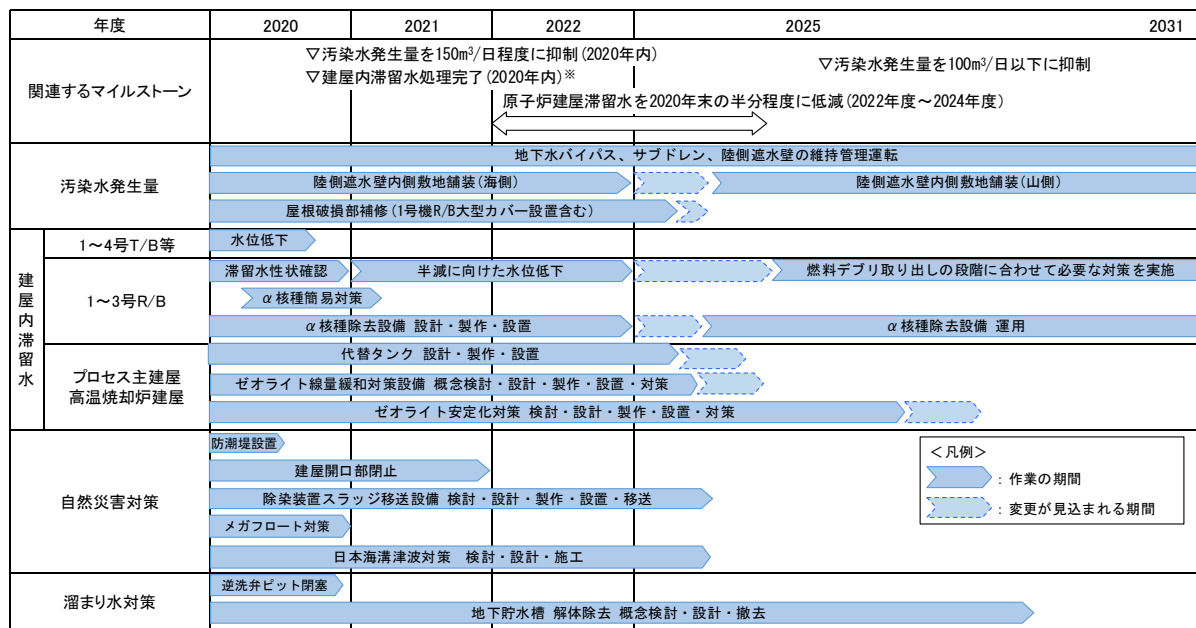 年度 2020 2021 2022 2025 2031
関連するマイルストーン
▽汚染水発生量を150m³/日程度に抑制(2020年内)
▽建屋内滞留水処理完了(2020年内)※
▽汚染水発生量を100m³/日以下に抑制
原子炉建屋滞留水を2020年末の半分程度に低減(2022年度～2024年度)
汚染水発生量
地下水バイパス、サブドレン、陸側遮水壁の維持管理運転
陸側遮水壁内側敷地舗装(海側)
陸側遮水壁内側敷地舗装(山側)
屋根破損部補修(1号機R/B大型カバー設置含む)
建屋内滞留水
1～4号T/B等
水位低下
1～3号R/B
滞留水性状確認
半減に向けた水位低下
燃料デブリ取り出しの段階に合わせて必要な対策を実施
α核種簡易対策
α核種除去設備 設計・製作・設置
α核種除去設備 運用
プロセス主建屋
高温焼却炉建屋
代替タンク 設計・製作・設置
ゼオライト線量緩和対策設備 概念検討・設計・製作・設置・対策
ゼオライト安定化対策 検討・設計・製作・設置・対策
自然災害対策
防潮堤設置
建屋開口部閉止
除染装置スラッジ移送設備 検討・設計・製作・設置・移送
メガフロート対策
日本海溝津波対策 検討・設計・施工
＜凡例＞
：作業の期間
：変更が見込まれる期間
溜まり水対策
逆洗弁ピット閉塞
地下貯水槽 解体除去 概念検討・設計・撤去